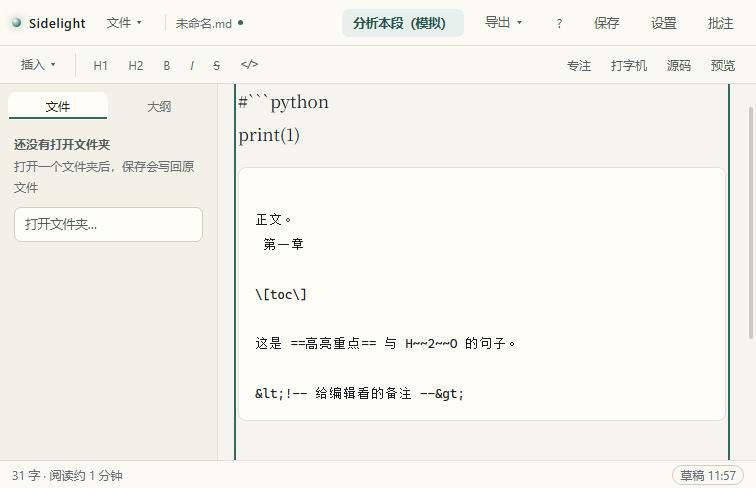 Sidelight 文件 ▾ 未命名.md ● 分析本段（模拟） 导出 ▾ ? 保存 设置 批注
插入 ▾ H1 H2 B I S </> 专注 打字机 源码 预览
文件 大纲
还没有打开文件夹
打开一个文件夹后，保存会写回原
文件
打开文件夹...
#```python
print(1)
正文。
第一章
\[toc\]
这是 ==高亮重点== 与 H~~2~~O 的句子。
&lt;!-- 给编辑看的备注 --&gt;
31 字 · 阅读约 1 分钟 草稿 11:57